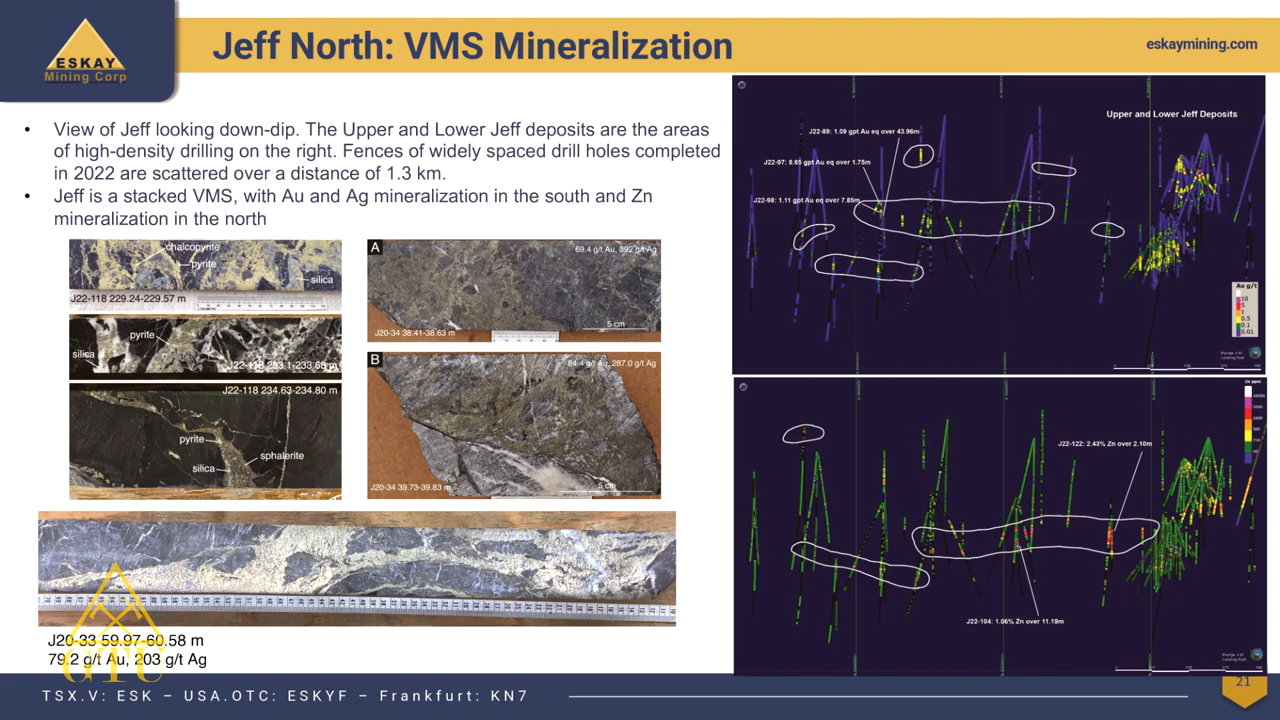 ESKAY
Mining Corp
Jeff North: VMS Mineralization
eskaymining.com
• View of Jeff looking down-dip. The Upper and Lower Jeff deposits are the areas
of high-density drilling on the right. Fences of widely spaced drill holes completed
in 2022 are scattered over a distance of 1.3 km.
• Jeff is a stacked VMS, with Au and Ag mineralization in the south and Zn
mineralization in the north
chalcopyrite
pyrite
silica
J22-118 229.24-229.57 m
pyrite
silica
J22-118 234.63-234.80 m
pyrite
sphalerite
silica
A
69.4 g/t Au, 392 g/t Ag
5 cm
J20-34 38.41-38.63 m
B
84.4 g/t Au, 287.0 g/t Ag
5 cm
J20-34 39.73-39.83 m
J20-33 59.97-60.58 m
79.2 g/t Au, 203 g/t Ag
Upper and Lower Jeff Deposits
J22-89: 1.09 gpt Au eq over 43.96m
J22-97: 8.65 gpt Au eq over 1.75m
J22-98: 1.11 gpt Au eq over 7.85m
Au g/t
10
5
1
0.5
0.1
0.01
Zn ppm
J22-122: 2.43% Zn over 2.10m
J22-104: 1.06% Zn over 11.19m
TSX.V: ESK – USA.OTC: ESKYF – Frankfurt: KN7
21